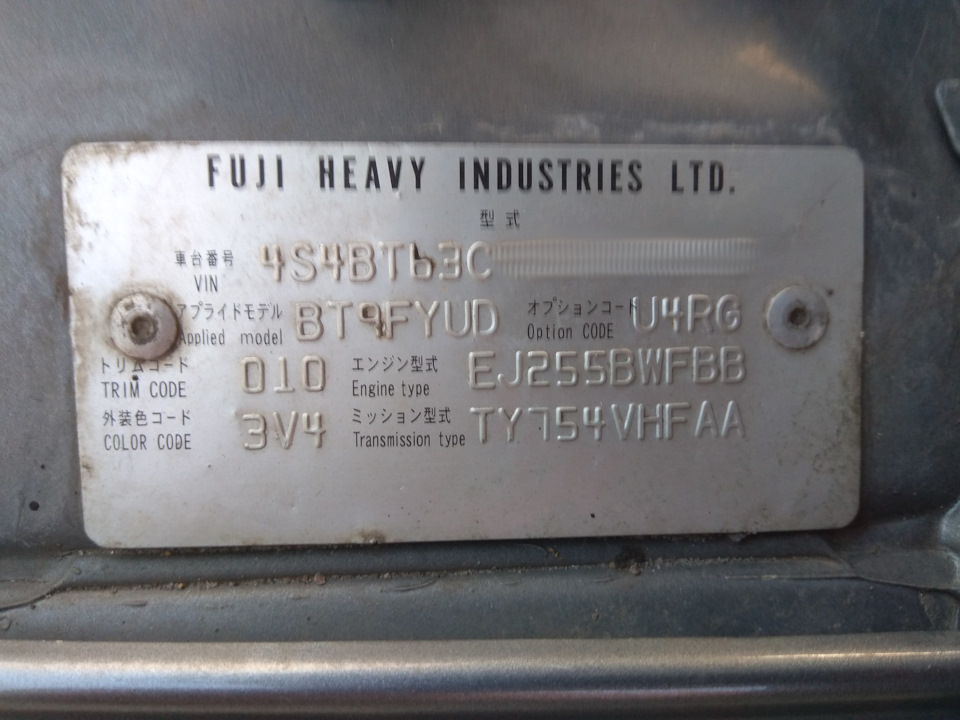 FUJI HEAVY INDUSTRIES LTD.
型式
車台番号 VIN 4S4BT63C
アプライドモデル Applied model BT9FYUD オプションコード Option CODE U4RG
トリムコード TRIM CODE 010 エンジン型式 Engine type EJ255BWFBB
外装色コード COLOR CODE 3V4 ミッション型式 Transmission type TY754VHFAA